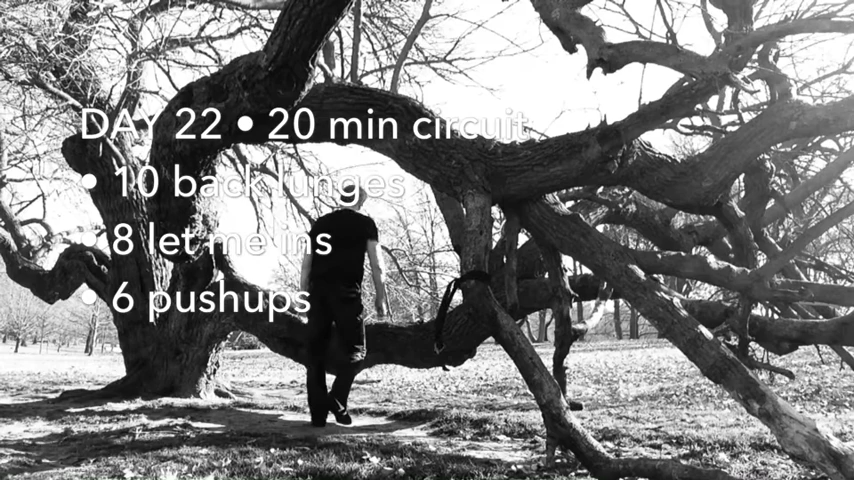 DAY 22 • 20 min circuit
• 10 back lunges
• 8 let me ins
• 6 pushups